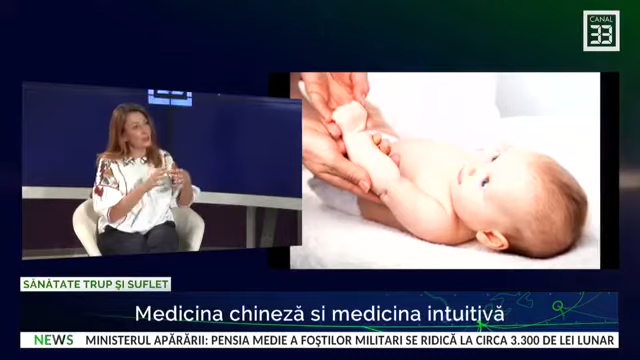 CANAL
33
SĂNĂTATE TRUP ȘI SUFLET
Medicina chineză si medicina intuitivă
NEWS MINISTERUL APĂRĂRII: PENSIA MEDIE A FOȘTILOR MILITARI SE RIDICĂ LA CIRCA 3.300 DE LEI LUNAR